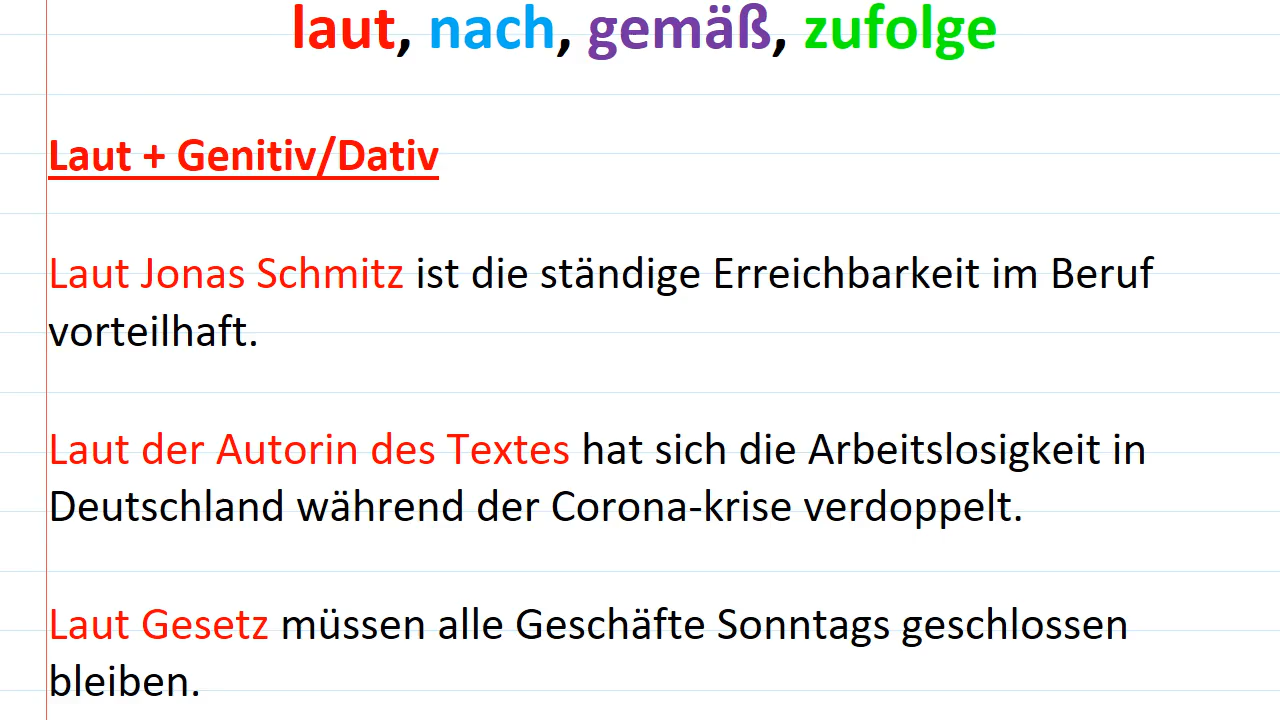 laut, nach, gemäß, zufolge
Laut + Genitiv/Dativ
Laut Jonas Schmitz ist die ständige Erreichbarkeit im Beruf
vorteilhaft.
Laut der Autorin des Textes hat sich die Arbeitslosigkeit in
Deutschland während der Corona-krise verdoppelt.
Laut Gesetz müssen alle Geschäfte Sonntags geschlossen
bleiben.